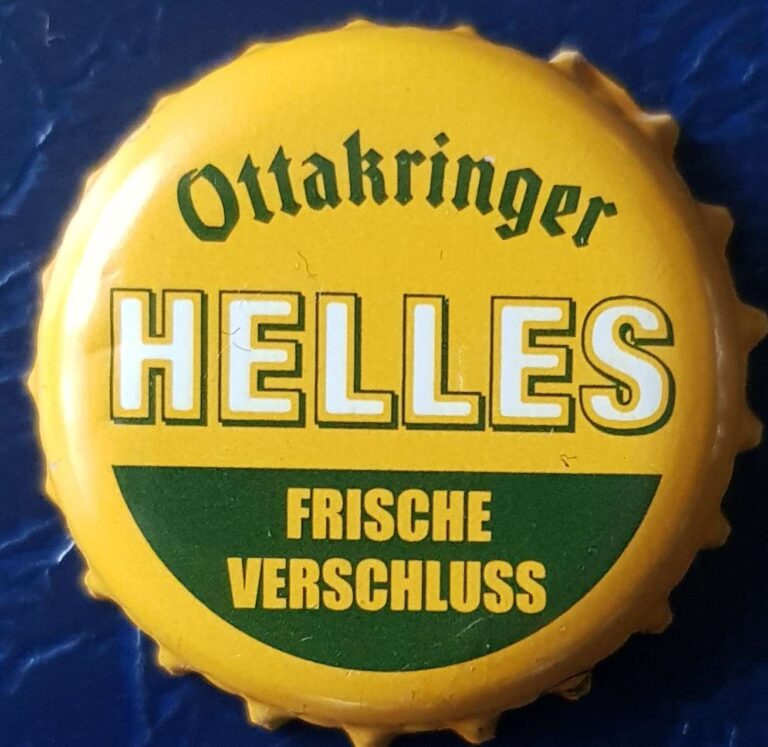 Ottakringer
HELLES
FRISCHE
VERSCHLUSS